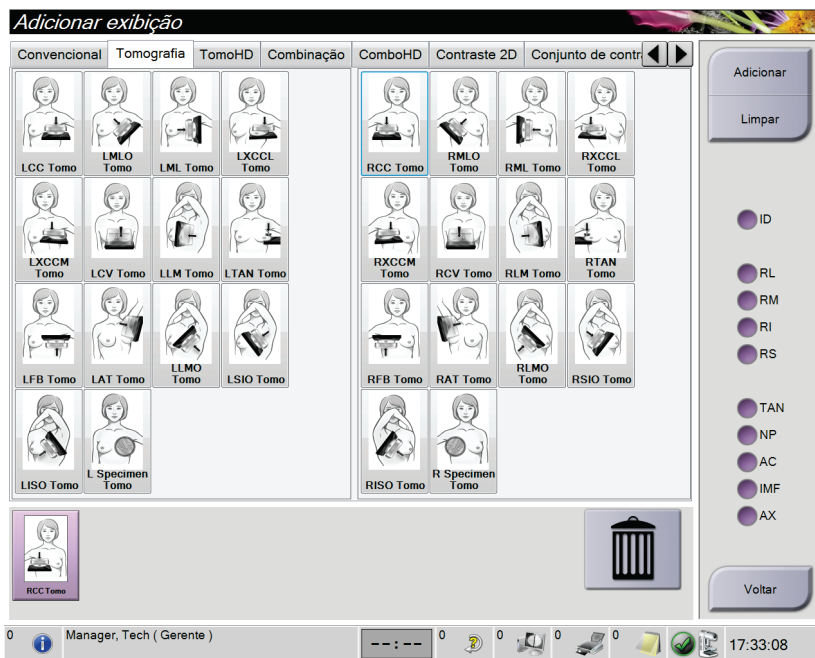 Adicionar exibição
Convencional
Tomografia
TomoHD
Combinação
ComboHD
Contraste 2D
Conjunto de contr
Adicionar
Limpar
LCC Tomo
LMLO
Tomo
LML Tomo
LXCCL
Tomo
RCC Tomo
RMLO
Tomo
RML Tomo
RXCCL
Tomo
LXCCM
Tomo
LCV Tomo
LLM Tomo
LTAN Tomo
RXCCM
Tomo
RCV Tomo
RLM Tomo
RTAN
Tomo
LFB Tomo
LAT Tomo
LLMO
Tomo
LSIO Tomo
RFB Tomo
RAT Tomo
RLMO
Tomo
RSIO Tomo
LISO Tomo
L Specimen
Tomo
RISO Tomo
R Specimen
Tomo
ID
RL
RM
RI
RS
TAN
NP
AC
IMF
AX
RCC Tomo
Voltar
0
Manager, Tech ( Gerente )
--:--
0
0
0
0
17:33:08